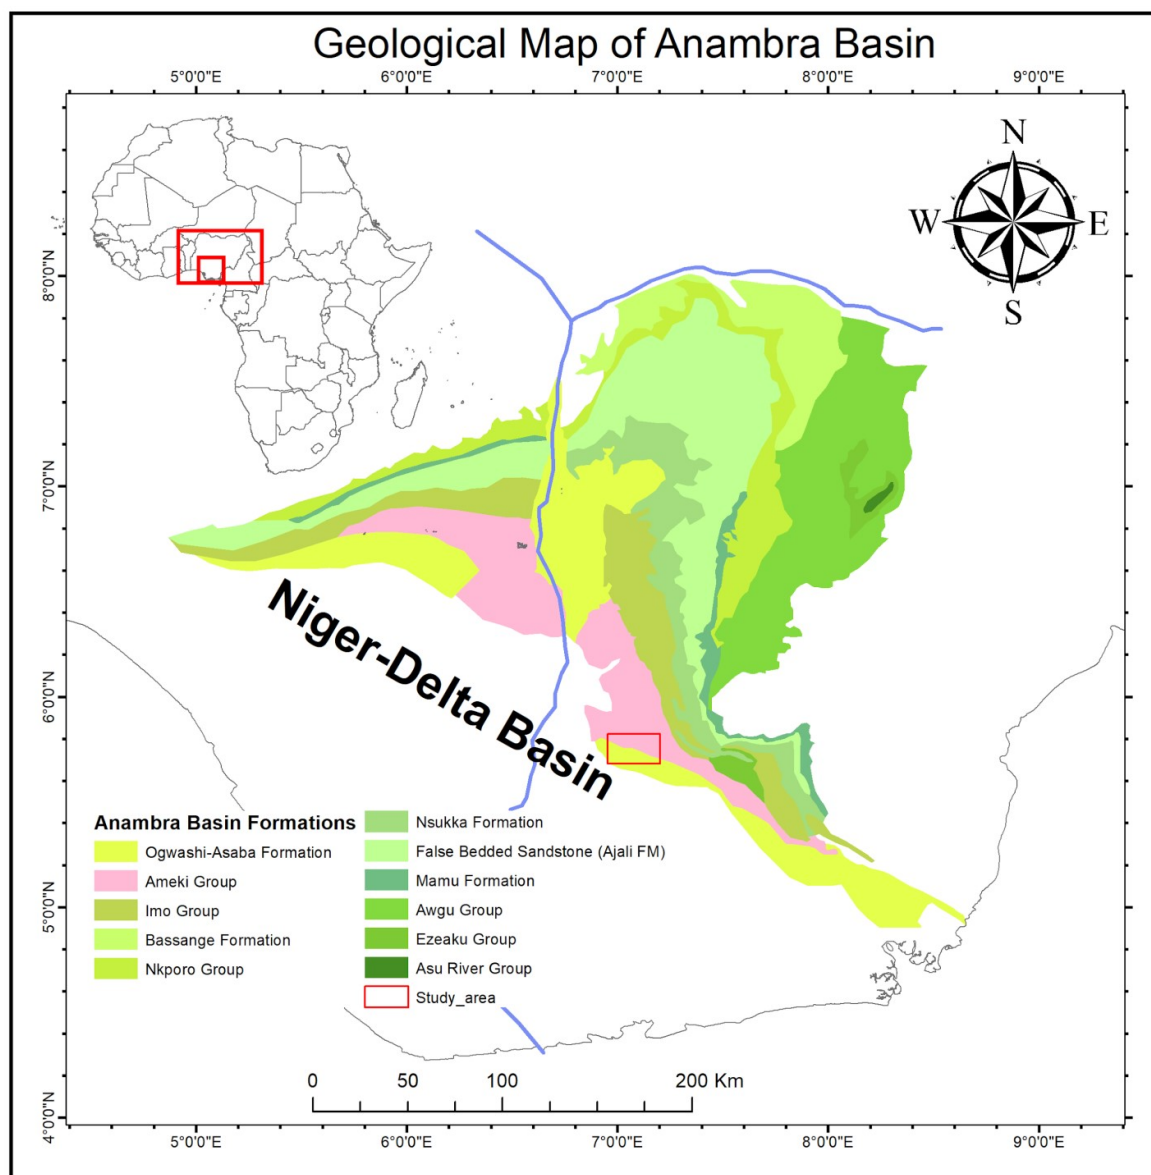 Geological Map of Anambra Basin
5°0'0"E 6°0'0"E 7°0'0"E 8°0'0"E 9°0'0"E
N
W E
S
8°0'0"N
7°0'0"N
6°0'0"N
5°0'0"N
4°0'0"N
Niger-Delta Basin
Anambra Basin Formations
Ogwashi-Asaba Formation
Ameki Group
Imo Group
Bassange Formation
Nkporo Group
Nsukka Formation
False Bedded Sandstone (Ajali FM)
Mamu Formation
Awgu Group
Ezeaku Group
Asu River Group
Study_area
0 50 100 200 Km
5°0'0"E 6°0'0"E 7°0'0"E 8°0'0"E 9°0'0"E